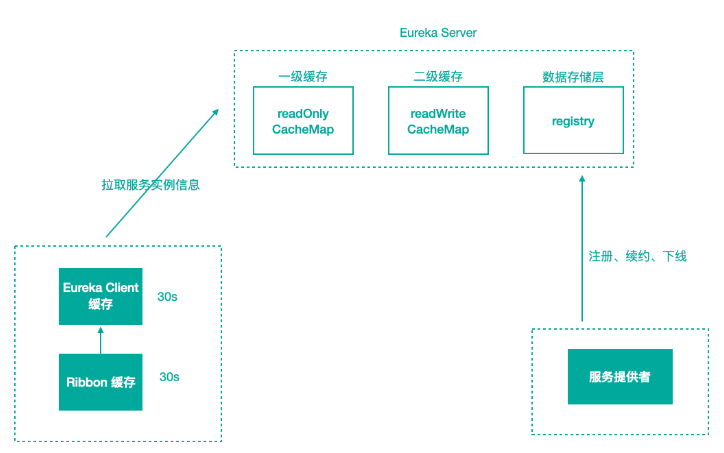 Eureka Server
一级缓存
二级缓存
数据存储层
readOnly
CacheMap
readWrite
CacheMap
registry
拉取服务实例信息
注册、续约、下线
Eureka Client
缓存
30s
Ribbon 缓存
30s
服务提供者